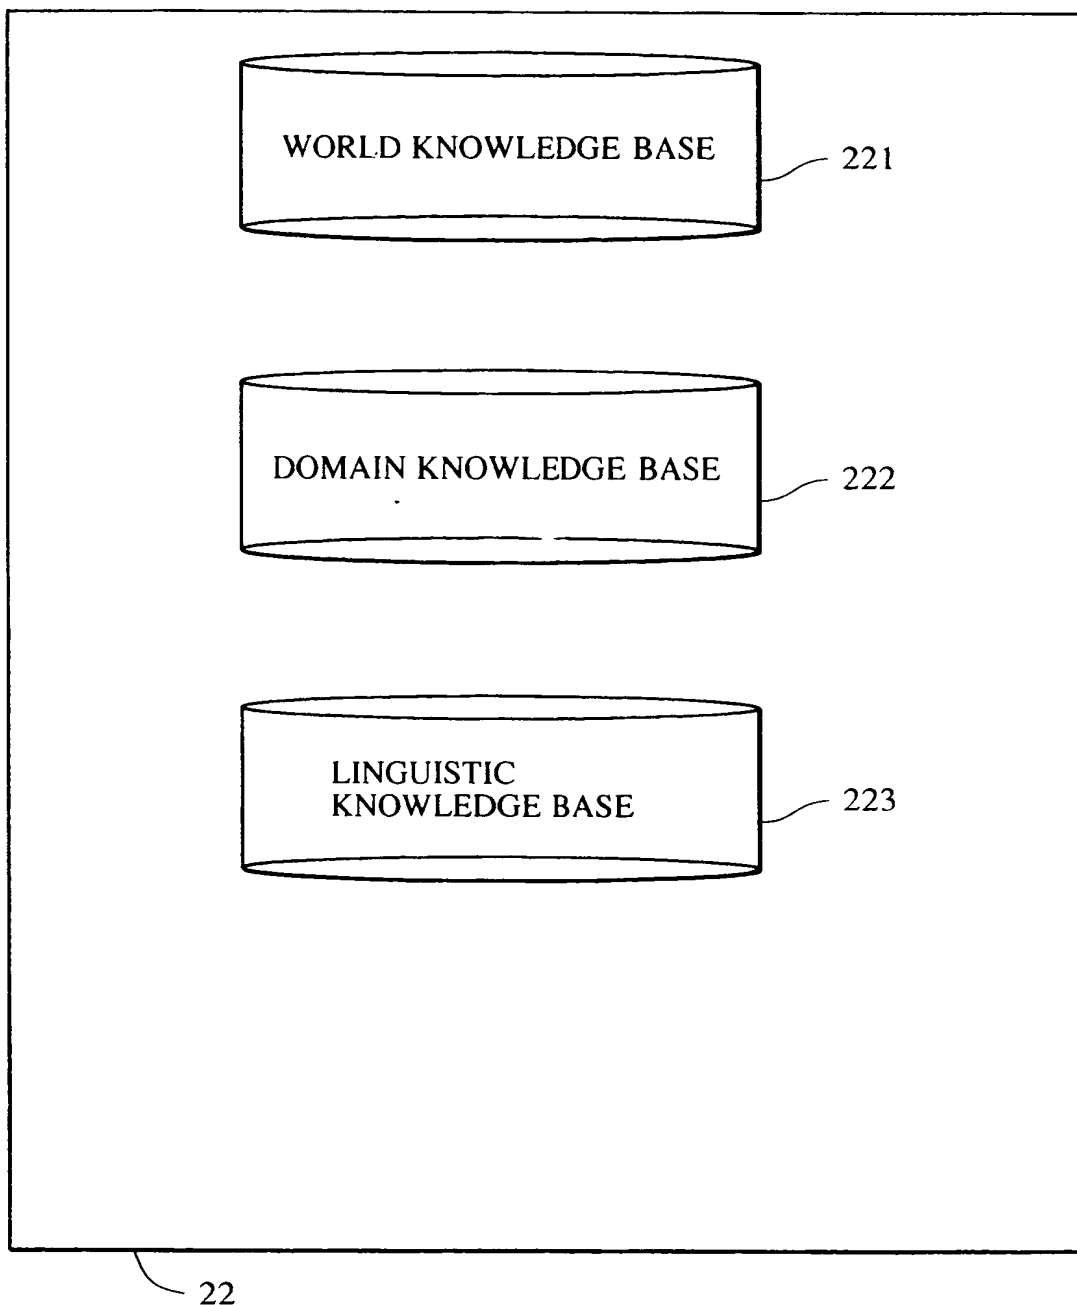 WORLD KNOWLEDGE BASE
221
DOMAIN KNOWLEDGE BASE
222
LINGUISTIC
KNOWLEDGE BASE
223
22